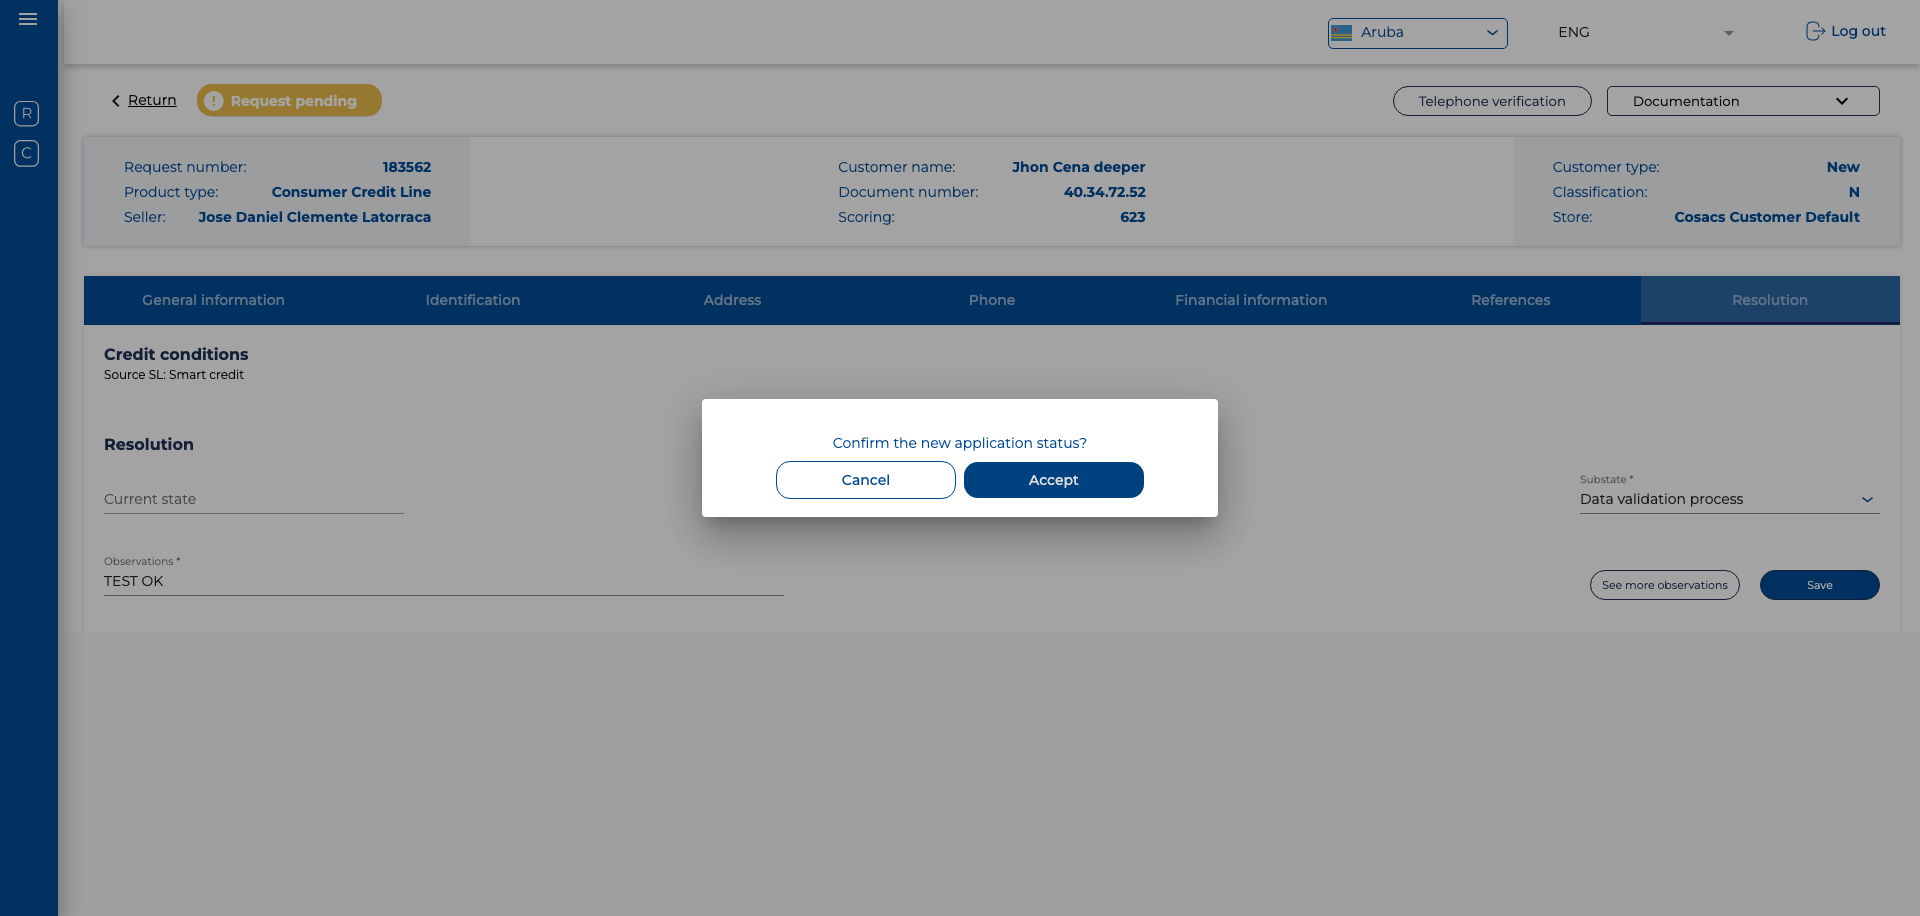 Aruba
ENG
Log out
R
C
Return
! Request pending
Telephone verification
Documentation
Request number: 183562
Product type: Consumer Credit Line
Seller: Jose Daniel Clemente Latorraca
Customer name: Jhon Cena deeper
Document number: 40.34.72.52
Scoring: 623
Customer type: New
Classification: N
Store: Cosacs Customer Default
General information
Identification
Address
Phone
Financial information
References
Resolution
Credit conditions
Source SL: Smart credit
Resolution
Current state
Substate *
Data validation process
Observations *
TEST OK
See more observations
Save
Confirm the new application status?
Cancel
Accept